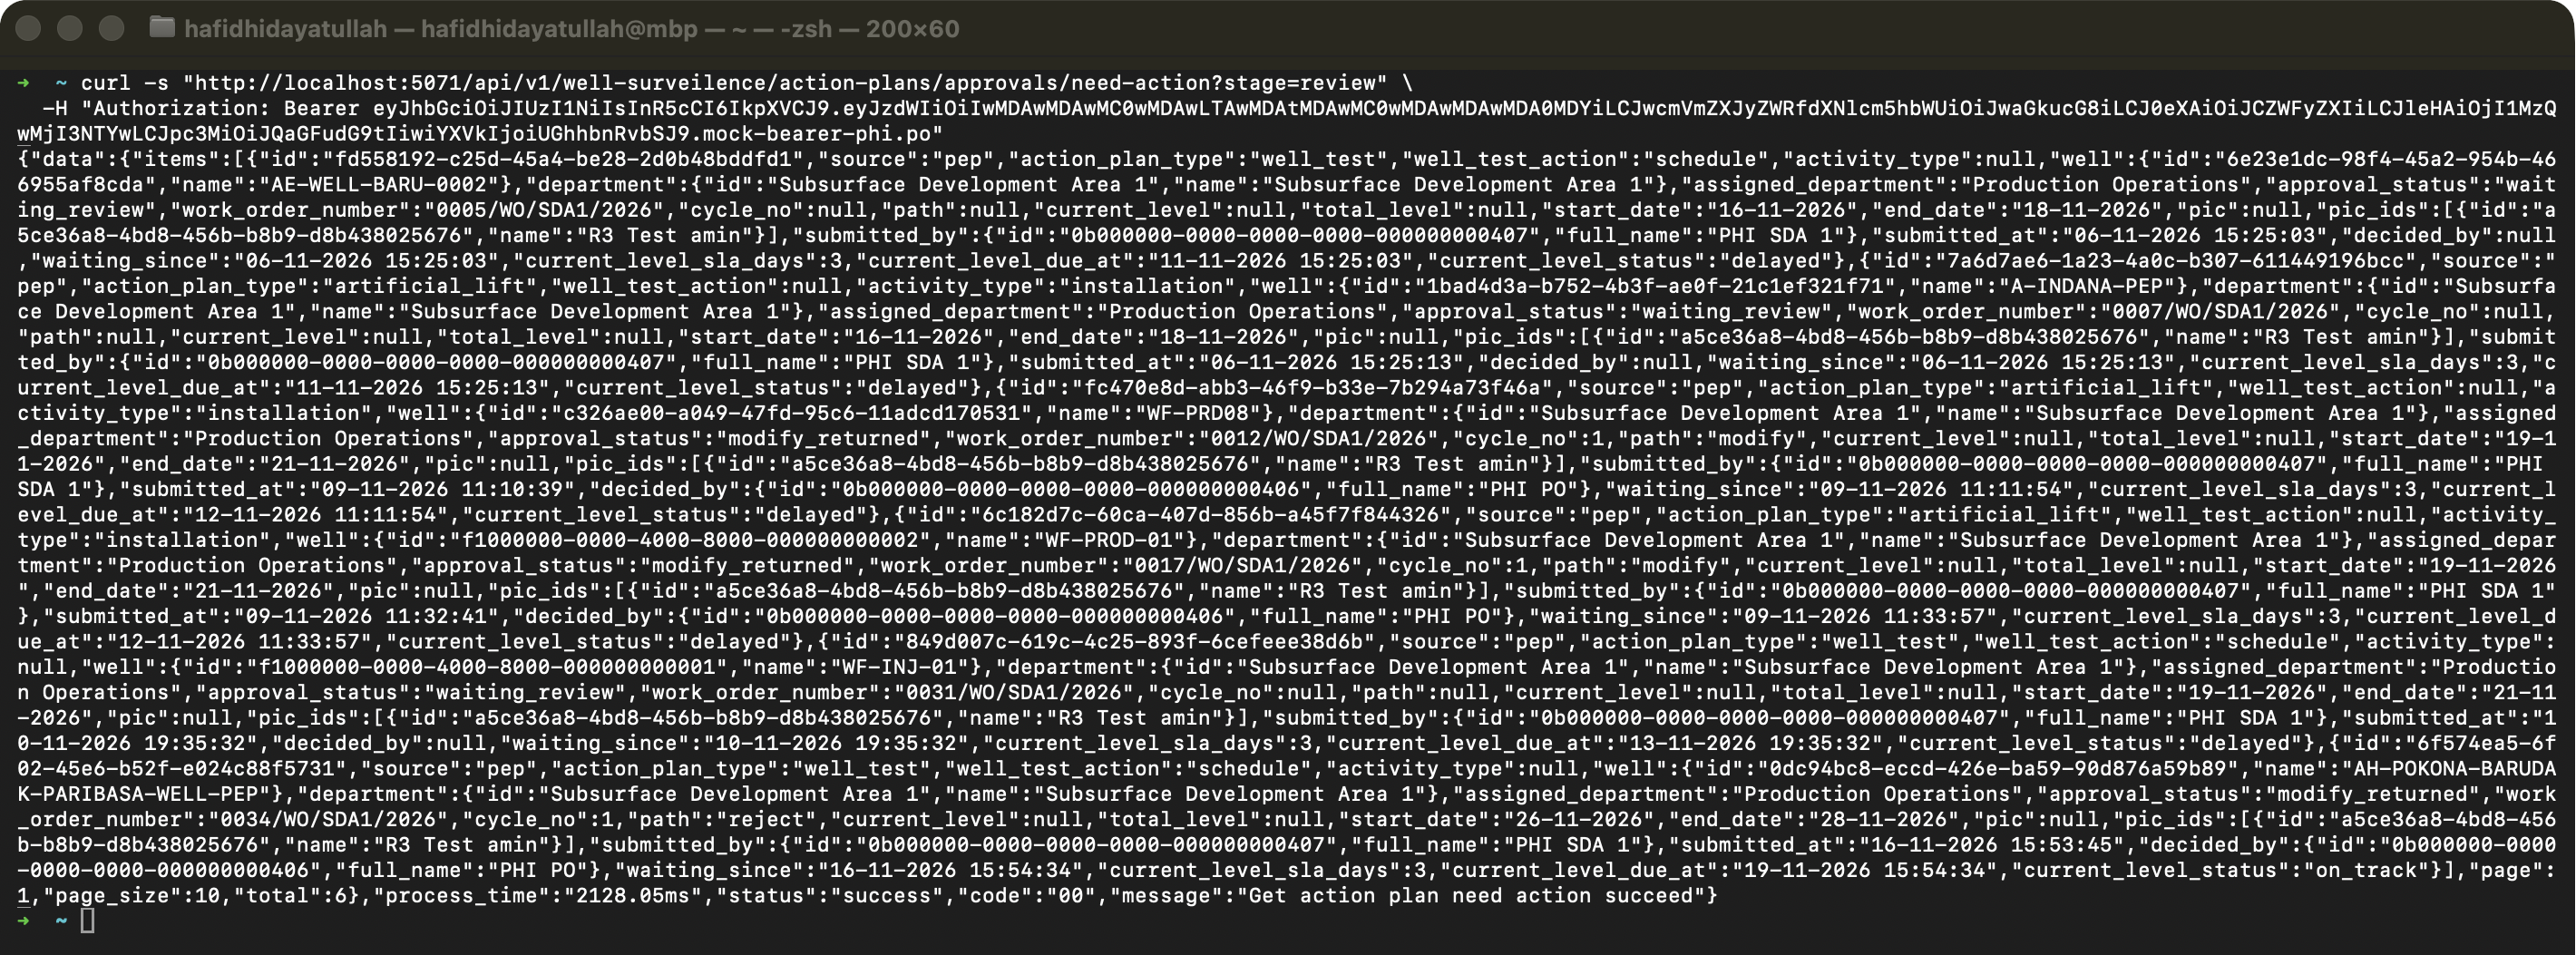 hafidhidayatullah — hafidhidayatullah@mbp — ~ — -zsh — 200×60
➜  ~ curl -s "http://localhost:5071/api/v1/well-surveilence/action-plans/approvals/need-action?stage=review" \
  -H "Authorization: Bearer eyJhbGciOiJIUzI1NiIsInR5cCI6IkpXVCJ9.eyJzdWIiOiIwMDAwMDAwMC0wMDAwLTAwMDAtMDAwMC0wMDAwMDAwMDA0MDYiLCJwcmVmZXJyZWRfdXNlcm5hbWUiOiJwaGkucG8iLCJ0eXAiOiJCZWFyZXIiLCJleHAiOjI1MzQ
wMjI3NTYwLCJpc3MiOiJQaGFudG9tIiwiYXVkIjoiUGhhbnRvbSJ9.mock-bearer-phi.po"
{"data":{"items":[{"id":"fd558192-c25d-45a4-be28-2d0b48bddfd1","source":"pep","action_plan_type":"well_test","well_test_action":"schedule","activity_type":null,"well":{"id":"6e23e1dc-98f4-45a2-954b-46
6955af8cda","name":"AE-WELL-BARU-0002"},"department":{"id":"Subsurface Development Area 1","name":"Subsurface Development Area 1"},"assigned_department":"Production Operations","approval_status":"wait
ing_review","work_order_number":"0005/WO/SDA1/2026","cycle_no":null,"path":null,"current_level":null,"total_level":null,"start_date":"16-11-2026","end_date":"18-11-2026","pic":null,"pic_ids":[{"id":"a
5ce36a8-4bd8-456b-b8b9-d8b438025676","name":"R3 Test amin"}],"submitted_by":{"id":"0b000000-0000-0000-0000-000000000407","full_name":"PHI SDA 1"},"submitted_at":"06-11-2026 15:25:03","decided_by":null
,"waiting_since":"06-11-2026 15:25:03","current_level_sla_days":3,"current_level_due_at":"11-11-2026 15:25:03","current_level_status":"delayed"},{"id":"7a6d7ae6-1a23-4a0c-b307-611449196bcc","source":"
pep","action_plan_type":"artificial_lift","well_test_action":null,"activity_type":"installation","well":{"id":"1bad4d3a-b752-4b3f-ae0f-21c1ef321f71","name":"A-INDANA-PEP"},"department":{"id":"Subsurfa
ce Development Area 1","name":"Subsurface Development Area 1"},"assigned_department":"Production Operations","approval_status":"waiting_review","work_order_number":"0007/WO/SDA1/2026","cycle_no":null,
"path":null,"current_level":null,"total_level":null,"start_date":"16-11-2026","end_date":"18-11-2026","pic":null,"pic_ids":[{"id":"a5ce36a8-4bd8-456b-b8b9-d8b438025676","name":"R3 Test amin"}],"submit
ted_by":{"id":"0b000000-0000-0000-0000-000000000407","full_name":"PHI SDA 1"},"submitted_at":"06-11-2026 15:25:13","decided_by":null,"waiting_since":"06-11-2026 15:25:13","current_level_sla_days":3,"c
urrent_level_due_at":"11-11-2026 15:25:13","current_level_status":"delayed"},{"id":"fc470e8d-abb3-46f9-b33e-7b294a73f46a","source":"pep","action_plan_type":"artificial_lift","well_test_action":null,"a
ctivity_type":"installation","well":{"id":"c326ae00-a049-47fd-95c6-11adcd170531","name":"WF-PRD08"},"department":{"id":"Subsurface Development Area 1","name":"Subsurface Development Area 1"},"assigned
_department":"Production Operations","approval_status":"modify_returned","work_order_number":"0012/WO/SDA1/2026","cycle_no":1,"path":"modify","current_level":null,"total_level":null,"start_date":"19-1
1-2026","end_date":"21-11-2026","pic":null,"pic_ids":[{"id":"a5ce36a8-4bd8-456b-b8b9-d8b438025676","name":"R3 Test amin"}],"submitted_by":{"id":"0b000000-0000-0000-0000-000000000407","full_name":"PHI 
SDA 1"},"submitted_at":"09-11-2026 11:10:39","decided_by":{"id":"0b000000-0000-0000-0000-000000000406","full_name":"PHI PO"},"waiting_since":"09-11-2026 11:11:54","current_level_sla_days":3,"current_l
evel_due_at":"12-11-2026 11:11:54","current_level_status":"delayed"},{"id":"6c182d7c-60ca-407d-856b-a45f7f844326","source":"pep","action_plan_type":"artificial_lift","well_test_action":null,"activity_
type":"installation","well":{"id":"f1000000-0000-4000-8000-000000000002","name":"WF-PROD-01"},"department":{"id":"Subsurface Development Area 1","name":"Subsurface Development Area 1"},"assigned_depar
tment":"Production Operations","approval_status":"modify_returned","work_order_number":"0017/WO/SDA1/2026","cycle_no":1,"path":"modify","current_level":null,"total_level":null,"start_date":"19-11-2026
","end_date":"21-11-2026","pic":null,"pic_ids":[{"id":"a5ce36a8-4bd8-456b-b8b9-d8b438025676","name":"R3 Test amin"}],"submitted_by":{"id":"0b000000-0000-0000-0000-000000000407","full_name":"PHI SDA 1"
},"submitted_at":"09-11-2026 11:32:41","decided_by":{"id":"0b000000-0000-0000-0000-000000000406","full_name":"PHI PO"},"waiting_since":"09-11-2026 11:33:57","current_level_sla_days":3,"current_level_d
ue_at":"12-11-2026 11:33:57","current_level_status":"delayed"},{"id":"849d007c-619c-4c25-893f-6cefeee38d6b","source":"pep","action_plan_type":"well_test","well_test_action":"schedule","activity_type":
null,"well":{"id":"f1000000-0000-4000-8000-000000000001","name":"WF-INJ-01"},"department":{"id":"Subsurface Development Area 1","name":"Subsurface Development Area 1"},"assigned_department":"Productio
n Operations","approval_status":"waiting_review","work_order_number":"0031/WO/SDA1/2026","cycle_no":null,"path":null,"current_level":null,"total_level":null,"start_date":"19-11-2026","end_date":"21-11
-2026","pic":null,"pic_ids":[{"id":"a5ce36a8-4bd8-456b-b8b9-d8b438025676","name":"R3 Test amin"}],"submitted_by":{"id":"0b000000-0000-0000-0000-000000000407","full_name":"PHI SDA 1"},"submitted_at":"1
0-11-2026 19:35:32","decided_by":null,"waiting_since":"10-11-2026 19:35:32","current_level_sla_days":3,"current_level_due_at":"13-11-2026 19:35:32","current_level_status":"delayed"},{"id":"6f574ea5-6f
02-45e6-b52f-e024c88f5731","source":"pep","action_plan_type":"well_test","well_test_action":"schedule","activity_type":null,"well":{"id":"0dc94bc8-eccd-426e-ba59-90d876a59b89","name":"AH-POKONA-BARUDA
K-PARIBASA-WELL-PEP"},"department":{"id":"Subsurface Development Area 1","name":"Subsurface Development Area 1"},"assigned_department":"Production Operations","approval_status":"modify_returned","work
_order_number":"0034/WO/SDA1/2026","cycle_no":1,"path":"reject","current_level":null,"total_level":null,"start_date":"26-11-2026","end_date":"28-11-2026","pic":null,"pic_ids":[{"id":"a5ce36a8-4bd8-456
b-b8b9-d8b438025676","name":"R3 Test amin"}],"submitted_by":{"id":"0b000000-0000-0000-0000-000000000407","full_name":"PHI SDA 1"},"submitted_at":"16-11-2026 15:53:45","decided_by":{"id":"0b000000-0000
-0000-0000-000000000406","full_name":"PHI PO"},"waiting_since":"16-11-2026 15:54:34","current_level_sla_days":3,"current_level_due_at":"19-11-2026 15:54:34","current_level_status":"on_track"}],"page":
1,"page_size":10,"total":6},"process_time":"2128.05ms","status":"success","code":"00","message":"Get action plan need action succeed"}
➜  ~